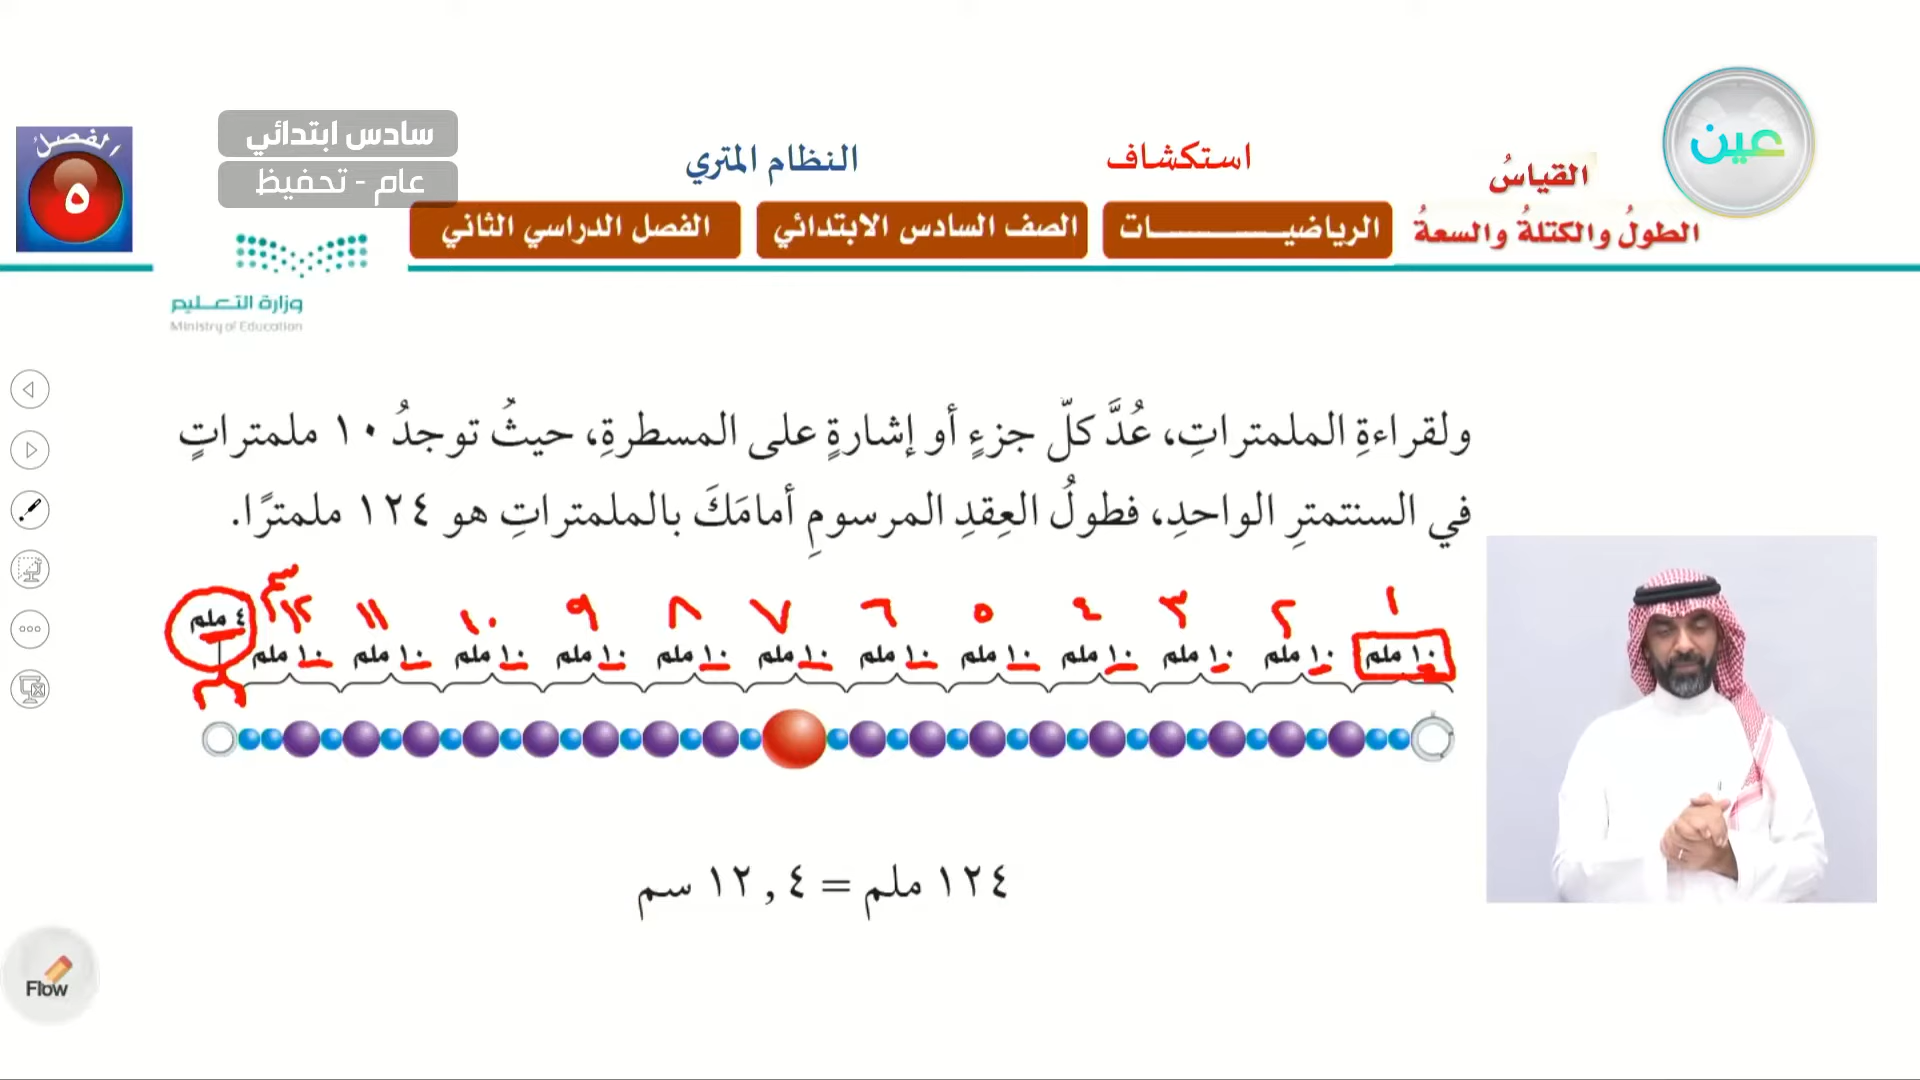 عين
القياسُ
الطولُ والكتلةُ والسعةُ
استكشاف
النظام المتري
الرياضيـــــات
الصف السادس الابتدائي
الفصل الدراسي الثاني
سادس ابتدائي
عام - تحفيظ
الفصلُ
٥
وزارة التعـــليم
Ministry of Education
ولقراءةِ الملمتراتِ، عُدَّ كلّ جزءٍ أو إشارةٍ على المسطرةِ، حيثُ توجدُ ١٠ ملمتراتٍ
في السنتمترِ الواحدِ، فطولُ العِقدِ المرسومِ أمامَكَ بالملمتراتِ هو ١٢٤ ملمترًا.
١ ٢ ٣ ٤ ٥ ٦ ٧ ٨ ٩ ١٠ ١١ ١٢
٤ ملم
١٠ ملم ١٠ ملم ١٠ ملم ١٠ ملم ١٠ ملم ١٠ ملم ١٠ ملم ١٠ ملم ١٠ ملم ١٠ ملم ١٠ ملم ١٠ ملم
١٢٤ ملم = ١٢,٤ سم
Flow